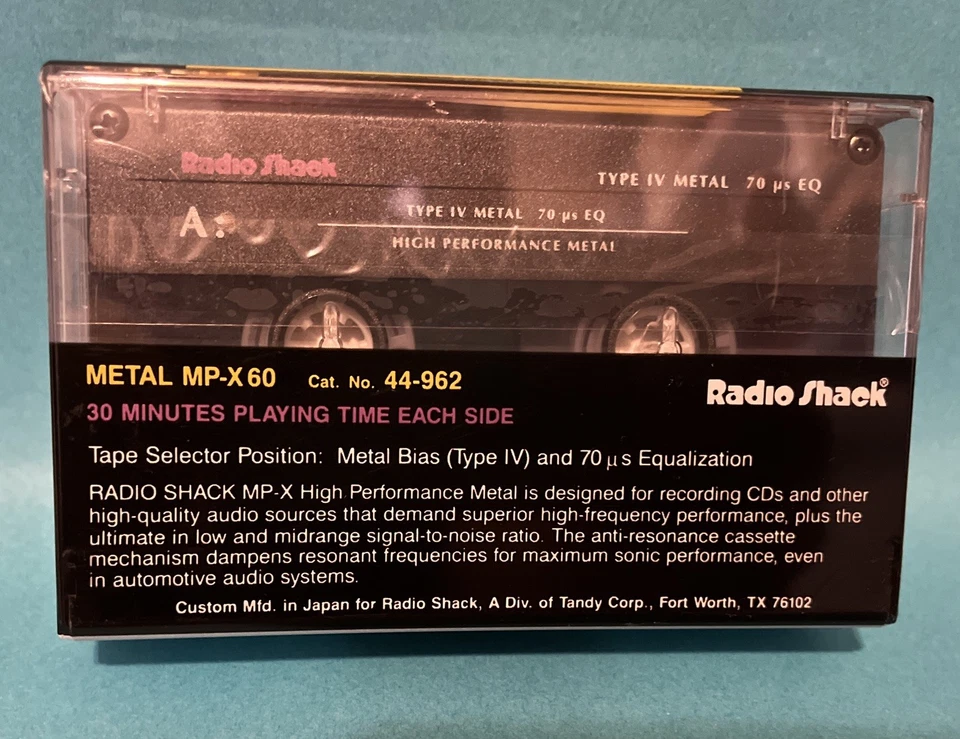 Radio Shack
TYPE IV METAL 70 µs EQ
A:
TYPE IV METAL 70 µs EQ
HIGH PERFORMANCE METAL
METAL MP-X60 Cat. No. 44-962
Radio Shack®
30 MINUTES PLAYING TIME EACH SIDE
Tape Selector Position: Metal Bias (Type IV) and 70 µs Equalization
RADIO SHACK MP-X High Performance Metal is designed for recording CDs and other
high-quality audio sources that demand superior high-frequency performance, plus the
ultimate in low and midrange signal-to-noise ratio. The anti-resonance cassette
mechanism dampens resonant frequencies for maximum sonic performance, even
in automotive audio systems.
Custom Mfd. in Japan for Radio Shack, A Div. of Tandy Corp., Fort Worth, TX 76102